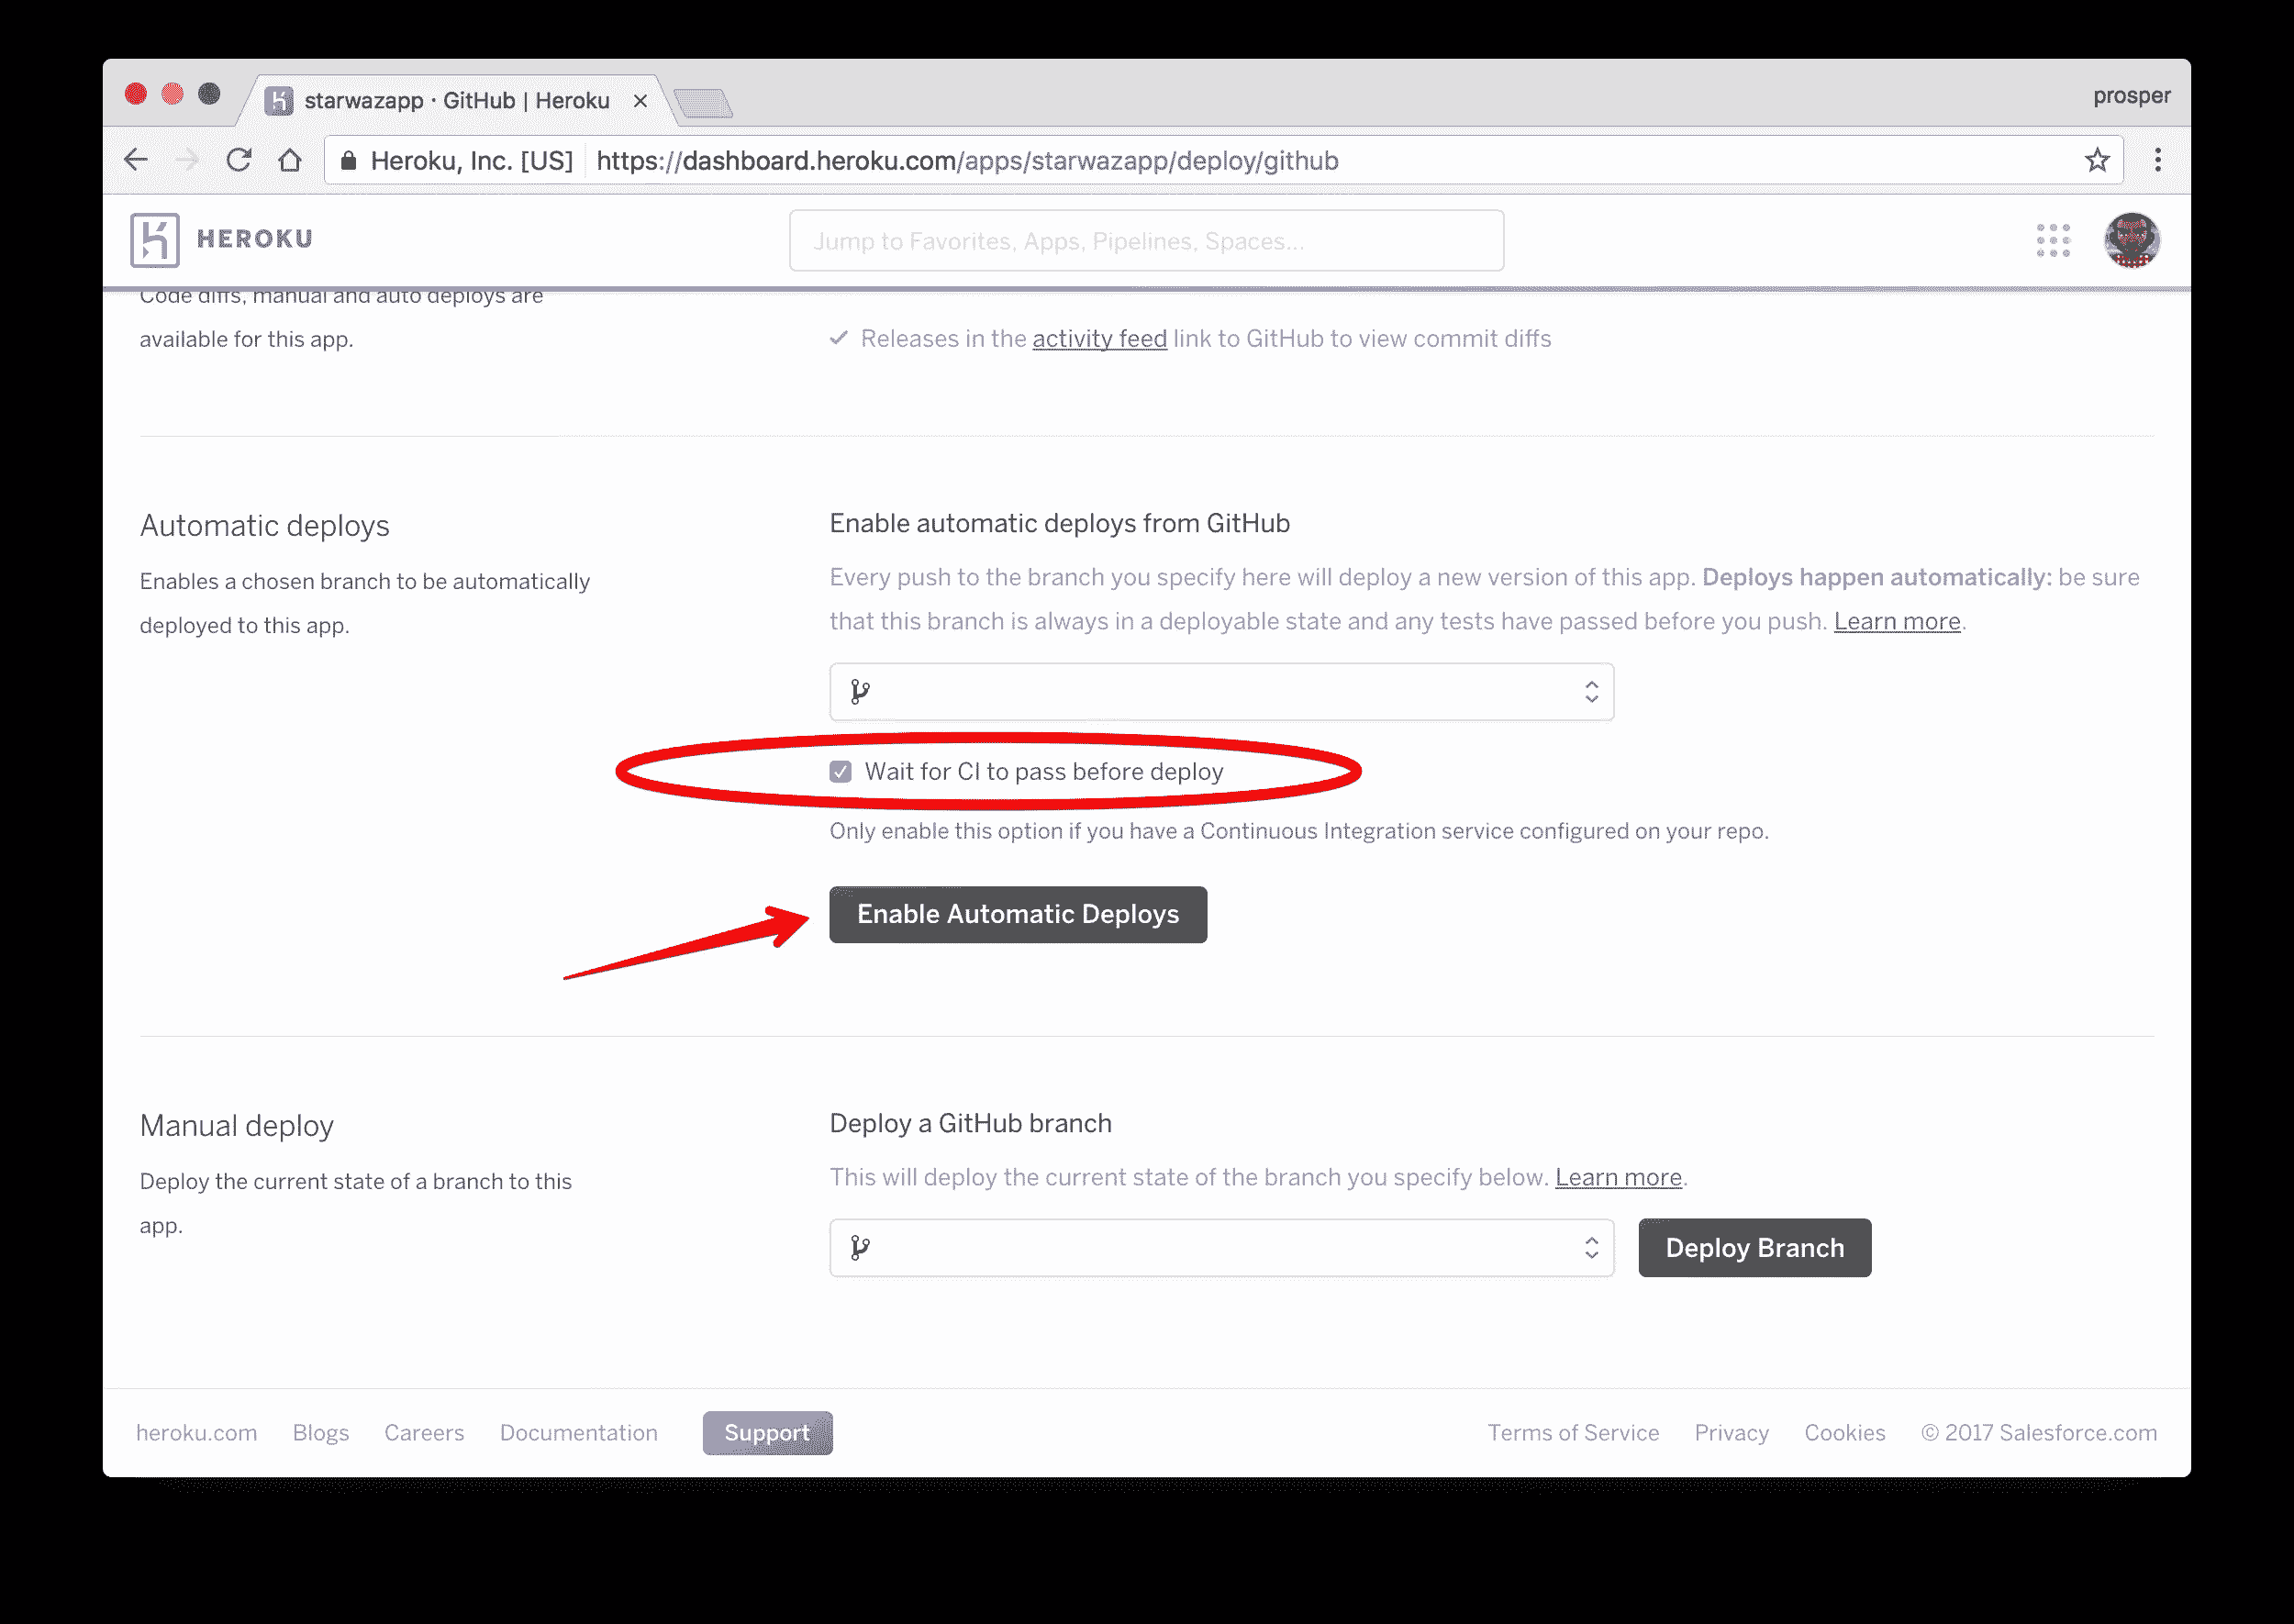 starwazapp · GitHub | Heroku
prosper
Heroku, Inc. [US] https://dashboard.heroku.com/apps/starwazapp/deploy/github
HEROKU
Jump to Favorites, Apps, Pipelines, Spaces...
Code diffs, manual and auto deploys are
available for this app.
Releases in the activity feed link to GitHub to view commit diffs
Automatic deploys
Enables a chosen branch to be automatically
deployed to this app.
Enable automatic deploys from GitHub
Every push to the branch you specify here will deploy a new version of this app. Deploys happen automatically: be sure
that this branch is always in a deployable state and any tests have passed before you push. Learn more.
Wait for CI to pass before deploy
Only enable this option if you have a Continuous Integration service configured on your repo.
Enable Automatic Deploys
Manual deploy
Deploy the current state of a branch to this
app.
Deploy a GitHub branch
This will deploy the current state of the branch you specify below. Learn more.
Deploy Branch
heroku.com Blogs Careers Documentation Support Terms of Service Privacy Cookies © 2017 Salesforce.com